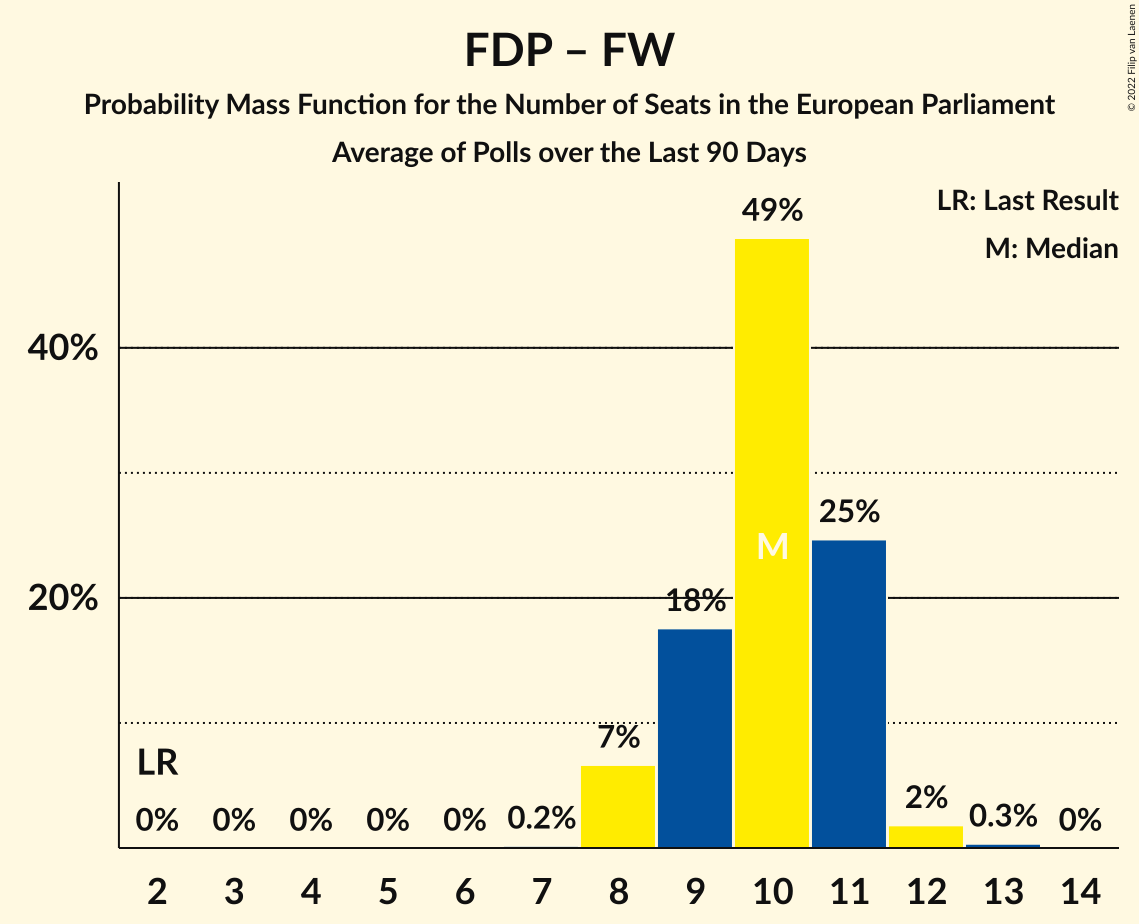 FDP – FW
Probability Mass Function for the Number of Seats in the European Parliament
Average of Polls over the Last 90 Days
© 2022 Filip van Laenen
LR: Last Result
M: Median
49%
40%
25%
M
20%
18%
7%
LR
2%
0% 0% 0% 0% 0% 0.2% 0.3% 0%
2 3 4 5 6 7 8 9 10 11 12 13 14